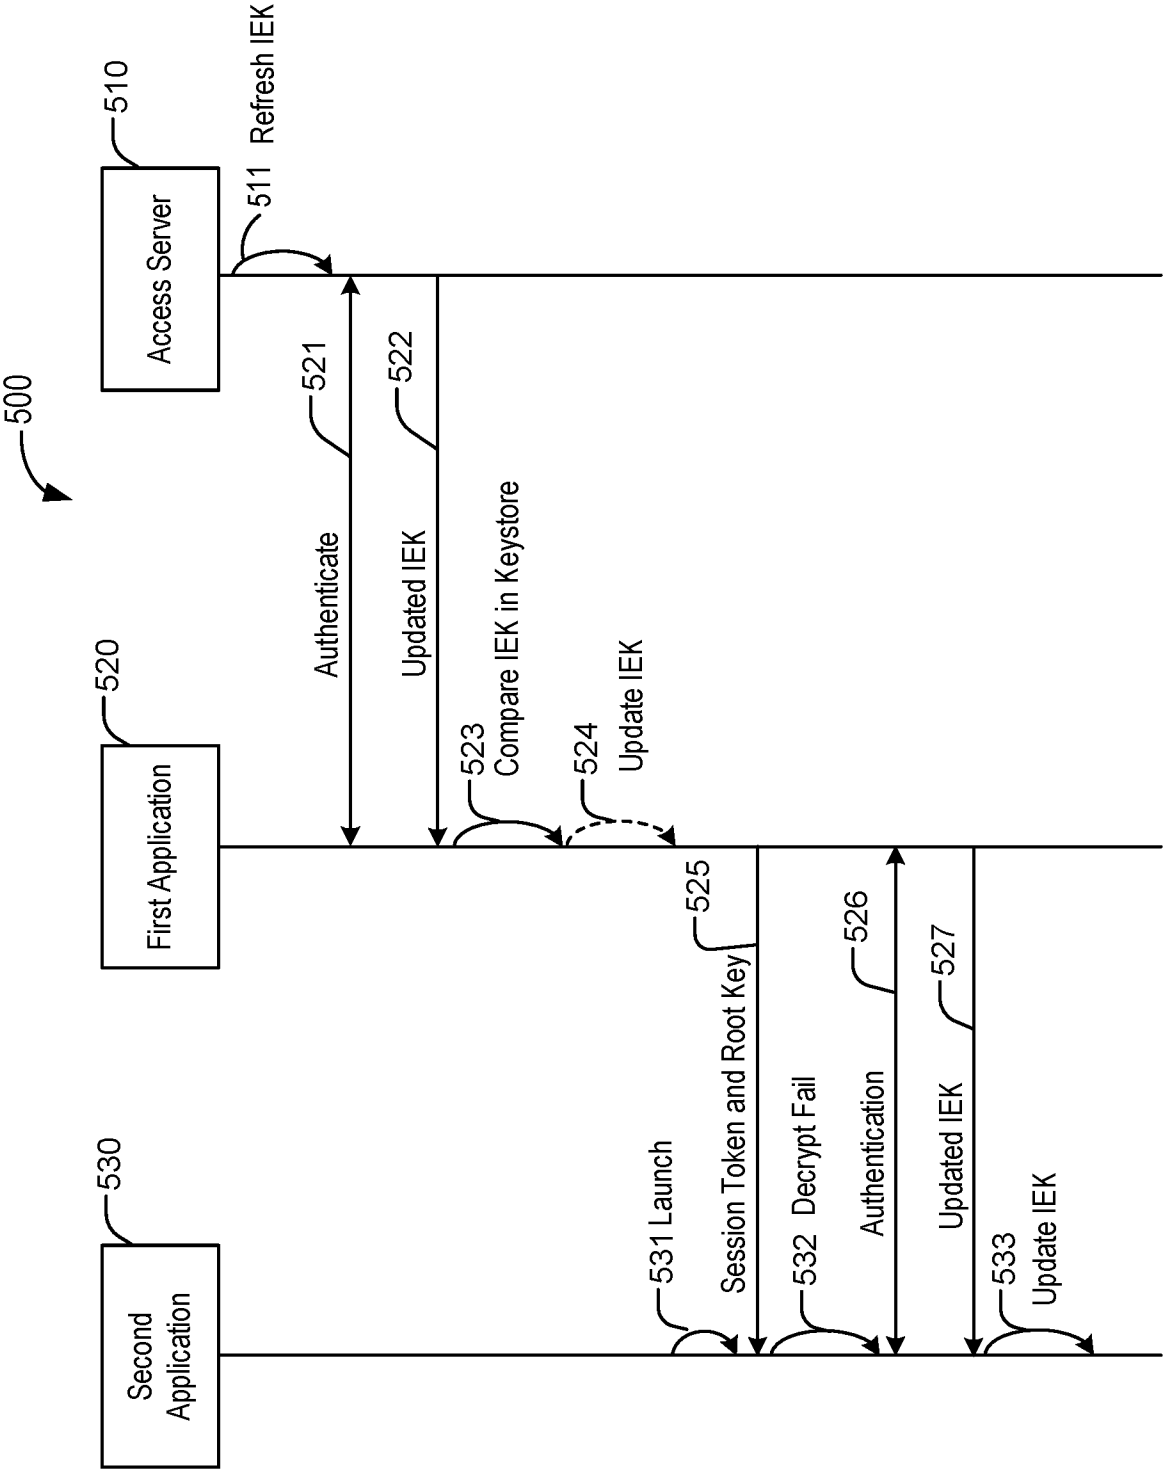 500
530
520
510
Second
Application
First Application
Access Server
511 Refresh IEK
521
Authenticate
522
Updated IEK
523
Compare IEK in Keystore
524
Update IEK
531 Launch
525
Session Token and Root Key
532 Decrypt Fail
526
Authentication
527
Updated IEK
533
Update IEK